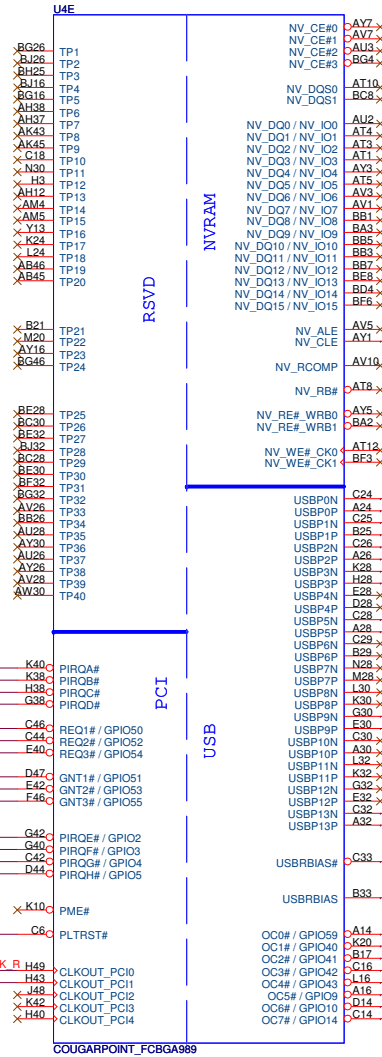 U4E
BG26 TP1
BJ26 TP2
BH25 TP3
BJ16 TP4
BG16 TP5
AH38 TP6
AH37 TP7
AK43 TP8
AK45 TP9
C18 TP10
N30 TP11
H3 TP12
AH12 TP13
AM4 TP14
AM5 TP15
Y13 TP16
K24 TP17
L24 TP18
AB46 TP19
AB45 TP20
B21 TP21
M20 TP22
AY16 TP23
BG46 TP24
BE28 TP25
BC30 TP26
BE32 TP27
BJ32 TP28
BC28 TP29
BE30 TP30
BF32 TP31
BG32 TP32
AV26 TP33
BB26 TP34
AU28 TP35
AY30 TP36
AU26 TP37
AY26 TP38
AV28 TP39
AW30 TP40
RSVD
K40 PIRQA#
K38 PIRQB#
H38 PIRQC#
G38 PIRQD#
C46 REQ1# / GPIO50
C44 REQ2# / GPIO52
E40 REQ3# / GPIO54
D47 GNT1# / GPIO51
E42 GNT2# / GPIO53
F46 GNT3# / GPIO55
G42 PIRQE# / GPIO2
G40 PIRQF# / GPIO3
C42 PIRQG# / GPIO4
D44 PIRQH# / GPIO5
K10 PME#
C6 PLTRST#
K_R H49 CLKOUT_PCI0
H43 CLKOUT_PCI1
J48 CLKOUT_PCI2
K42 CLKOUT_PCI3
H40 CLKOUT_PCI4
PCI
NV_CE#0 AY7
NV_CE#1 AV7
NV_CE#2 AU3
NV_CE#3 BG4
NV_DQS0 AT10
NV_DQS1 BC8
NV_DQ0 / NV_IO0 AU2
NV_DQ1 / NV_IO1 AT4
NV_DQ2 / NV_IO2 AT3
NV_DQ3 / NV_IO3 AT1
NV_DQ4 / NV_IO4 AY3
NV_DQ5 / NV_IO5 AT5
NV_DQ6 / NV_IO6 AV3
NV_DQ7 / NV_IO7 AV1
NV_DQ8 / NV_IO8 BB1
NV_DQ9 / NV_IO9 BA3
NV_DQ10 / NV_IO10 BB5
NV_DQ11 / NV_IO11 BB3
NV_DQ12 / NV_IO12 BB7
NV_DQ13 / NV_IO13 BE8
NV_DQ14 / NV_IO14 BD4
NV_DQ15 / NV_IO15 BF6
NV_ALE AV5
NV_CLE AY1
NV_RCOMP AV10
NV_RB# AT8
NV_RE#_WRB0 AY5
NV_RE#_WRB1 BA2
NV_WE#_CK0 AT12
NV_WE#_CK1 BF3
NVRAM
USBP0N C24
USBP0P A24
USBP1N C25
USBP1P B25
USBP2N C26
USBP2P A26
USBP3N K28
USBP3P H28
USBP4N E28
USBP4P D28
USBP5N C28
USBP5P A28
USBP6N C29
USBP6P B29
USBP7N N28
USBP7P M28
USBP8N L30
USBP8P K30
USBP9N G30
USBP9P E30
USBP10N C30
USBP10P A30
USBP11N L32
USBP11P K32
USBP12N G32
USBP12P E32
USBP13N C32
USBP13P A32
USBRBIAS# C33
USBRBIAS B33
OC0# / GPIO59 A14
OC1# / GPIO40 K20
OC2# / GPIO41 B17
OC3# / GPIO42 C16
OC4# / GPIO43 L16
OC5# / GPIO9 A16
OC6# / GPIO10 D14
OC7# / GPIO14 C14
USB
COUGARPOINT_FCBGA989